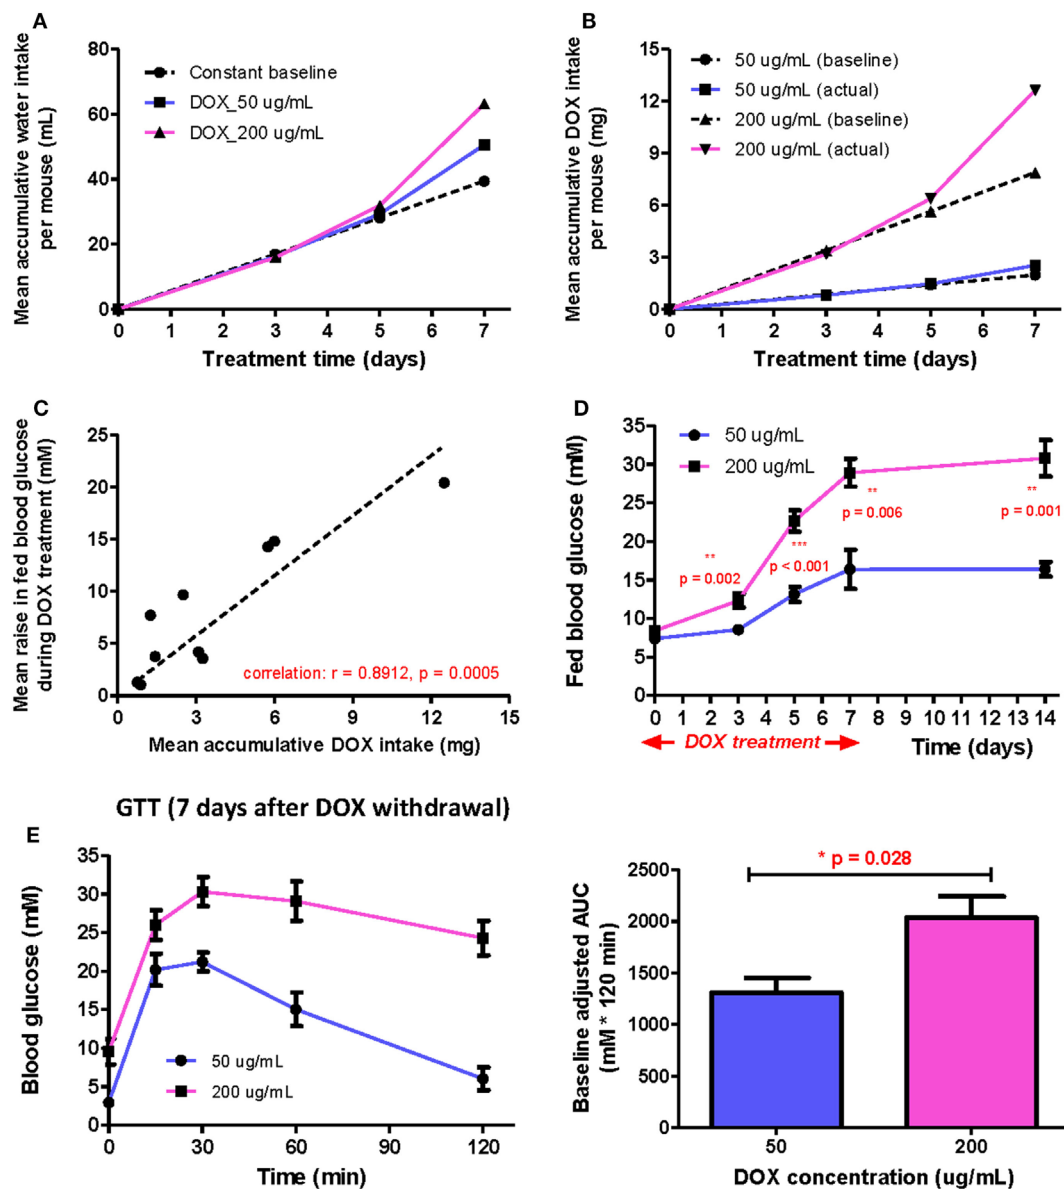 A
Mean accumulative water intake
per mouse (mL)
80
60
40
20
0
Constant baseline
DOX_50 ug/mL
DOX_200 ug/mL
0 1 2 3 4 5 6 7
Treatment time (days)
B
Mean accumulative DOX intake
per mouse (mg)
15
12
9
6
3
0
50 ug/mL (baseline)
50 ug/mL (actual)
200 ug/mL (baseline)
200 ug/mL (actual)
0 1 2 3 4 5 6 7
Treatment time (days)
C
Mean raise in fed blood glucose
during DOX treatment (mM)
25
20
15
10
5
0
correlation: r = 0.8912, p = 0.0005
0 3 6 9 12 15
Mean accumulative DOX intake (mg)
D
Fed blood glucose (mM)
35
30
25
20
15
10
5
0
50 ug/mL
200 ug/mL
**
p = 0.002
***
p < 0.001
**
p = 0.006
**
p = 0.001
0 1 2 3 4 5 6 7 8 9 10 11 12 13 14
DOX treatment
Time (days)
GTT (7 days after DOX withdrawal)
E
Blood glucose (mM)
35
30
25
20
15
10
5
0
50 ug/mL
200 ug/mL
0 30 60 90 120
Time (min)
Baseline adjusted AUC
(mM * 120 min)
2500
2000
1500
1000
500
0
* p = 0.028
50 200
DOX concentration (ug/mL)